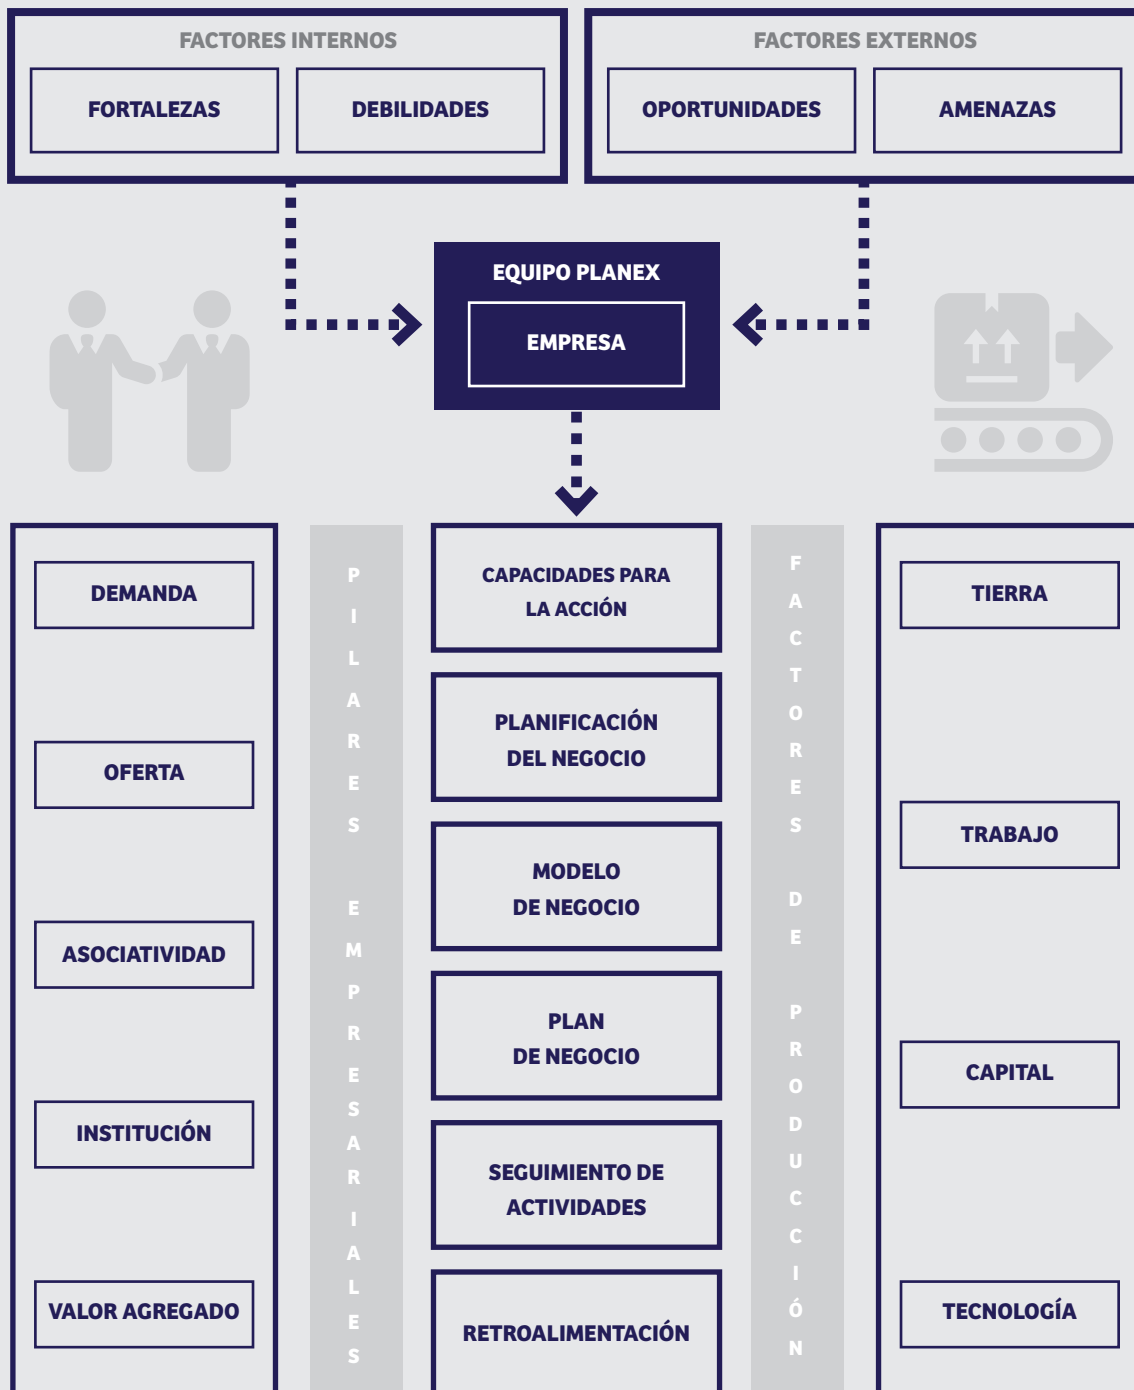 FACTORES INTERNOS
FORTALEZAS
DEBILIDADES
FACTORES EXTERNOS
OPORTUNIDADES
AMENAZAS
EQUIPO PLANEX
EMPRESA
DEMANDA
OFERTA
ASOCIATIVIDAD
INSTITUCIÓN
VALOR AGREGADO
PILARES EMPRESARIALES
CAPACIDADES PARA
LA ACCIÓN
PLANIFICACIÓN
DEL NEGOCIO
MODELO
DE NEGOCIO
PLAN
DE NEGOCIO
SEGUIMIENTO DE
ACTIVIDADES
RETROALIMENTACIÓN
FACTORES DE PRODUCCIÓN
TIERRA
TRABAJO
CAPITAL
TECNOLOGÍA